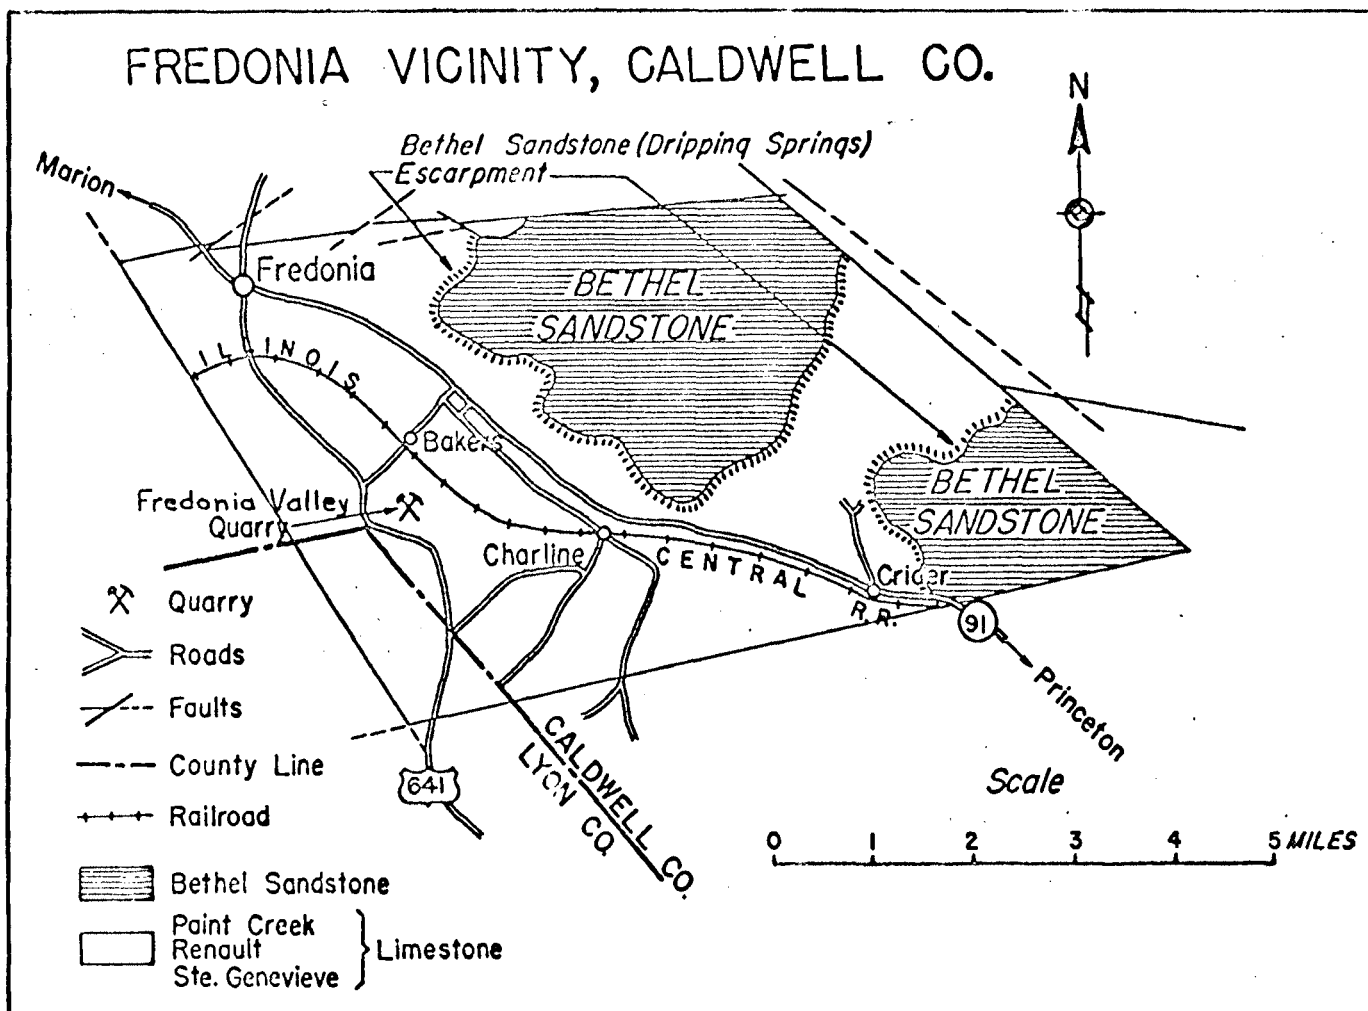 FREDONIA VICINITY, CALDWELL CO.
N
Bethel Sandstone (Dripping Springs)
Escarpment
Marion
Fredonia
BETHEL
SANDSTONE
ILLINOIS
Bakers
BETHEL
SANDSTONE
Fredonia Valley
Quarry
Charline
CENTRAL
R.R.
Crider
91
Princeton
Quarry
Roads
Faults
County Line
Railroad
641
CALDWELL CO.
LYON CO.
Scale
0 1 2 3 4 5 MILES
Bethel Sandstone
Paint Creek
Renault
Ste. Genevieve
Limestone